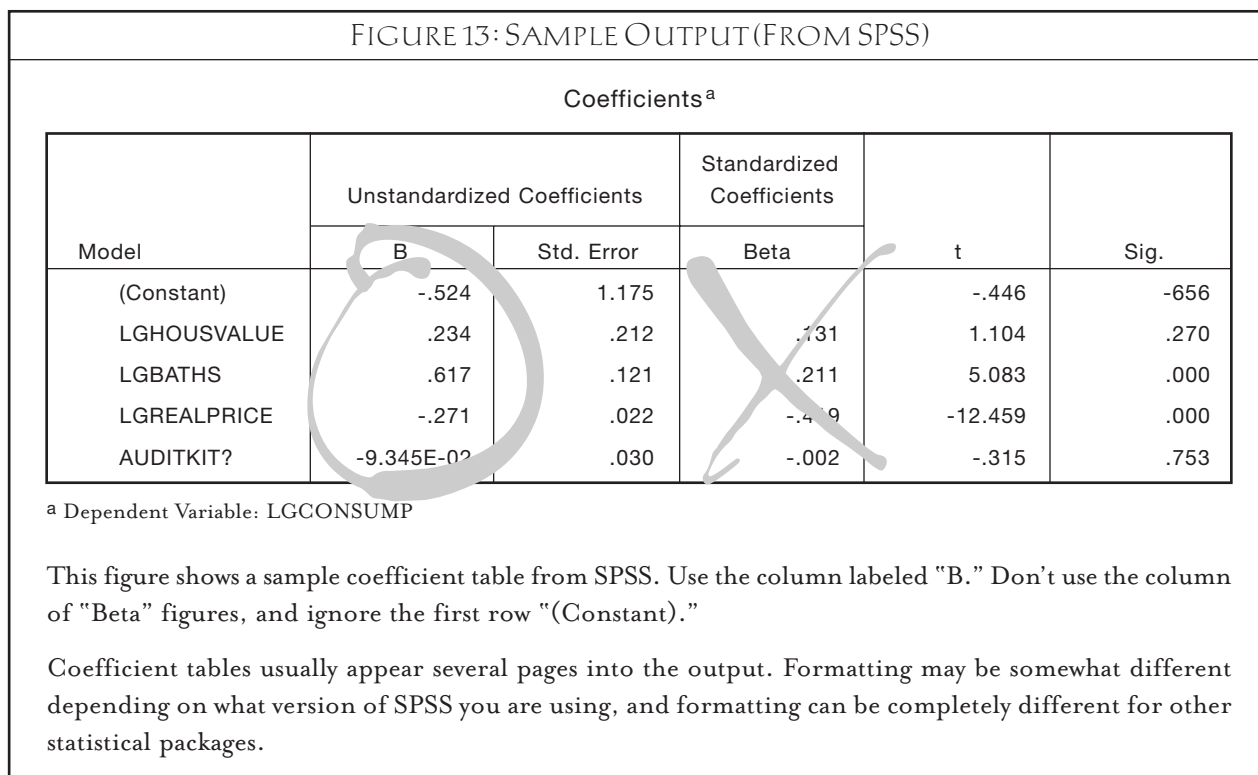 FIGURE 13: SAMPLE OUTPUT (FROM SPSS)
Coefficients a
Model Unstandardized Coefficients Standardized Coefficients t Sig.
B Std. Error Beta
(Constant) -.524 1.175 -.446 -656
LGHOUSVALUE .234 .212 .131 1.104 .270
LGBATHS .617 .121 .211 5.083 .000
LGREALPRICE -.271 .022 -12.459 .000
AUDITKIT? -9.345E-02 .030 -.002 -.315 .753
a Dependent Variable: LGCONSUMP
This figure shows a sample coefficient table from SPSS. Use the column labeled "B." Don't use the column
of "Beta" figures, and ignore the first row "(Constant)."
Coefficient tables usually appear several pages into the output. Formatting may be somewhat different
depending on what version of SPSS you are using, and formatting can be completely different for other
statistical packages.